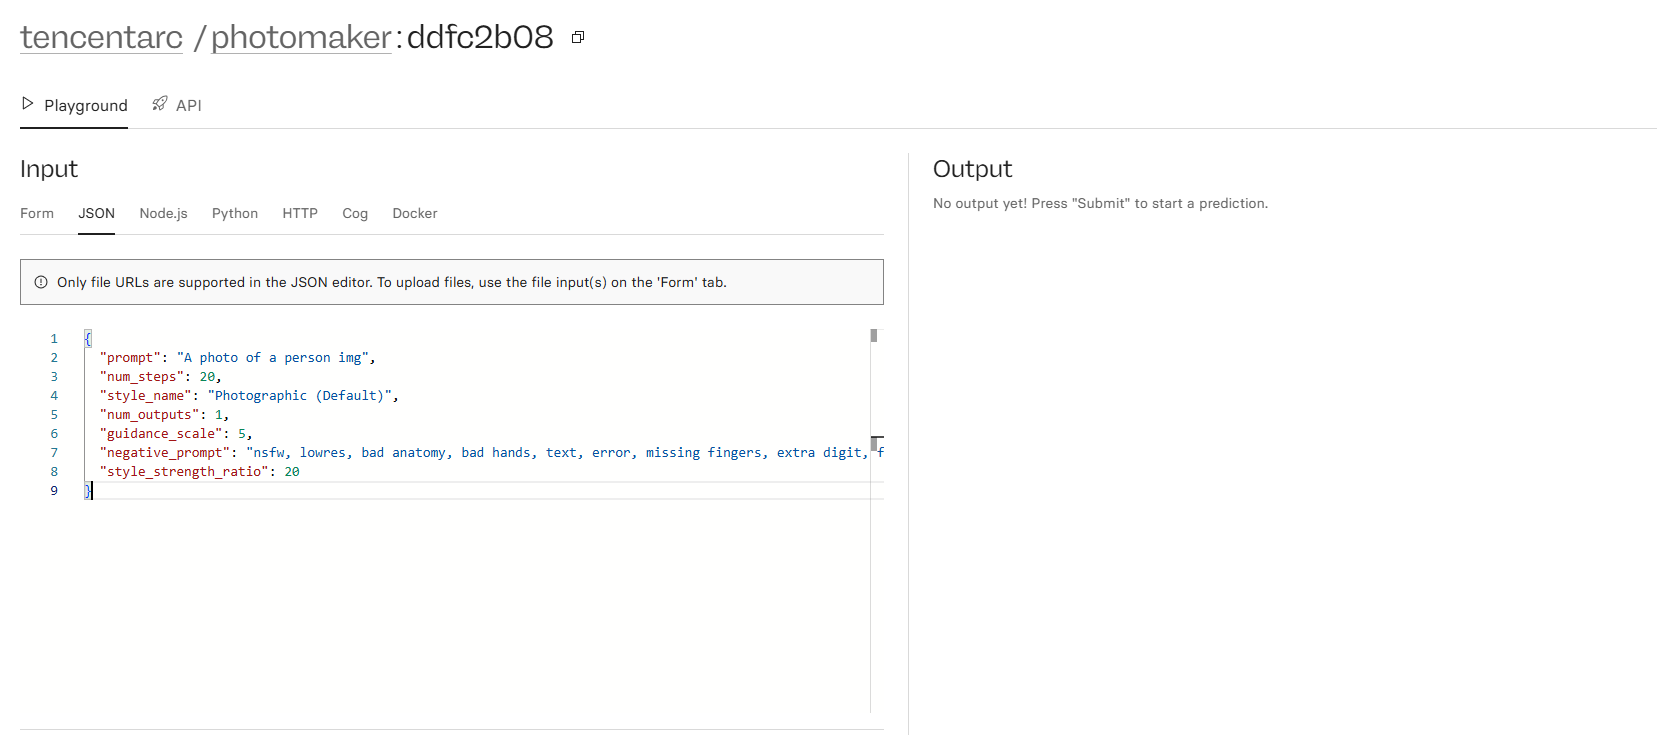 tencentarc /photomaker:ddfc2b08
Playground API
Input
Form JSON Node.js Python HTTP Cog Docker
Only file URLs are supported in the JSON editor. To upload files, use the file input(s) on the 'Form' tab.
1 {
2 "prompt": "A photo of a person img",
3 "num_steps": 20,
4 "style_name": "Photographic (Default)",
5 "num_outputs": 1,
6 "guidance_scale": 5,
7 "negative_prompt": "nsfw, lowres, bad anatomy, bad hands, text, error, missing fingers, extra digit, f
8 "style_strength_ratio": 20
9 }
Output
No output yet! Press "Submit" to start a prediction.